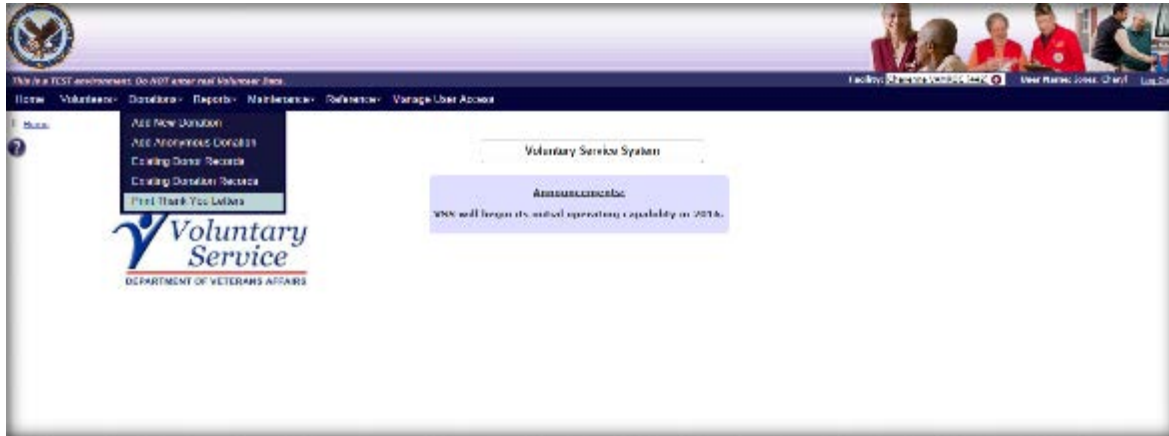 This is a TEST environment. Do NOT enter real Volunteer Data.
Facility:
User Name: Jones, Cheryl
Home Volunteers Donations Reports Maintenance Reference Manage User Access
Home
Add New Donation
Add Anonymous Donation
Existing Donor Records
Existing Donation Records
Print Thank You Letters
Voluntary Service System
Announcements:
VSS will begin its initial operating capability in 2016.
Voluntary
Service
DEPARTMENT OF VETERANS AFFAIRS